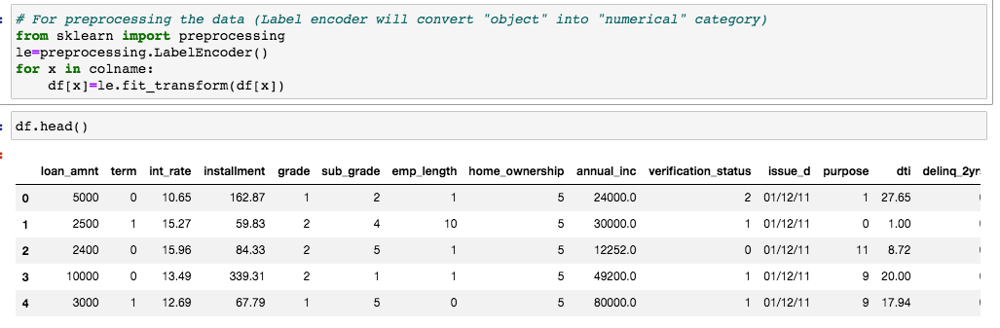 # For preprocessing the data (Label encoder will convert "object" into "numerical" category)
from sklearn import preprocessing
le=preprocessing.LabelEncoder()
for x in colname:
    df[x]=le.fit_transform(df[x])
df.head()
loan_amnt term int_rate installment grade sub_grade emp_length home_ownership annual_inc verification_status issue_d purpose dti delinq_2yr
0 5000 0 10.65 162.87 1 2 1 5 24000.0 2 01/12/11 1 27.65
1 2500 1 15.27 59.83 2 4 10 5 30000.0 1 01/12/11 0 1.00
2 2400 0 15.96 84.33 2 5 1 5 12252.0 0 01/12/11 11 8.72
3 10000 0 13.49 339.31 2 1 1 5 49200.0 1 01/12/11 9 20.00
4 3000 1 12.69 67.79 1 5 0 5 80000.0 1 01/12/11 9 17.94